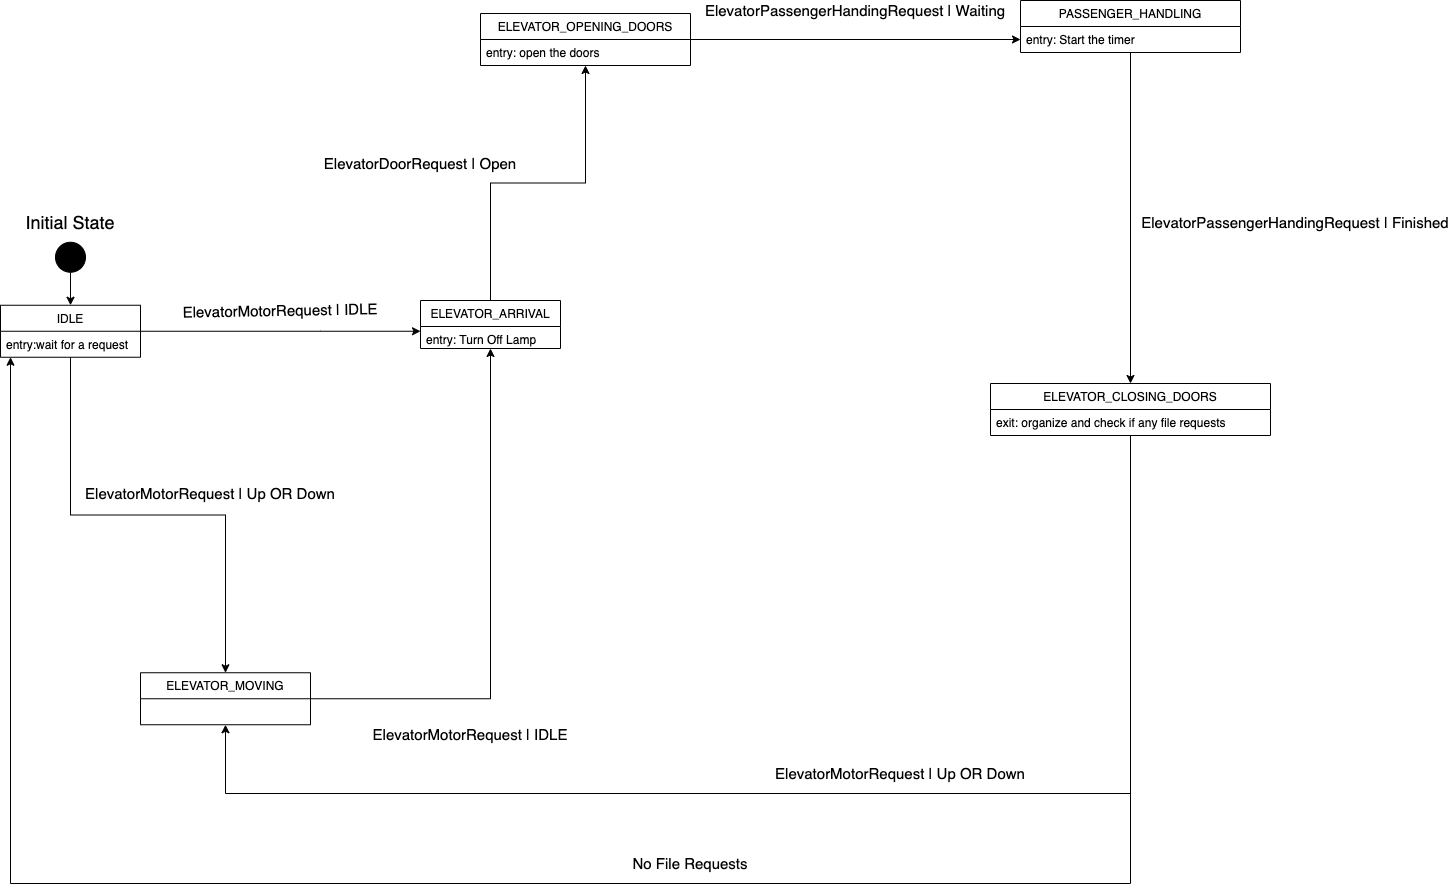 ElevatorPassengerHandingRequest | Waiting
PASSENGER_HANDLING
entry: Start the timer
ELEVATOR_OPENING_DOORS
entry: open the doors
ElevatorDoorRequest | Open
Initial State
ElevatorPassengerHandingRequest | Finished
IDLE
entry:wait for a request
ElevatorMotorRequest | IDLE
ELEVATOR_ARRIVAL
entry: Turn Off Lamp
ELEVATOR_CLOSING_DOORS
exit: organize and check if any file requests
ElevatorMotorRequest | Up OR Down
ELEVATOR_MOVING
ElevatorMotorRequest | IDLE
ElevatorMotorRequest | Up OR Down
No File Requests